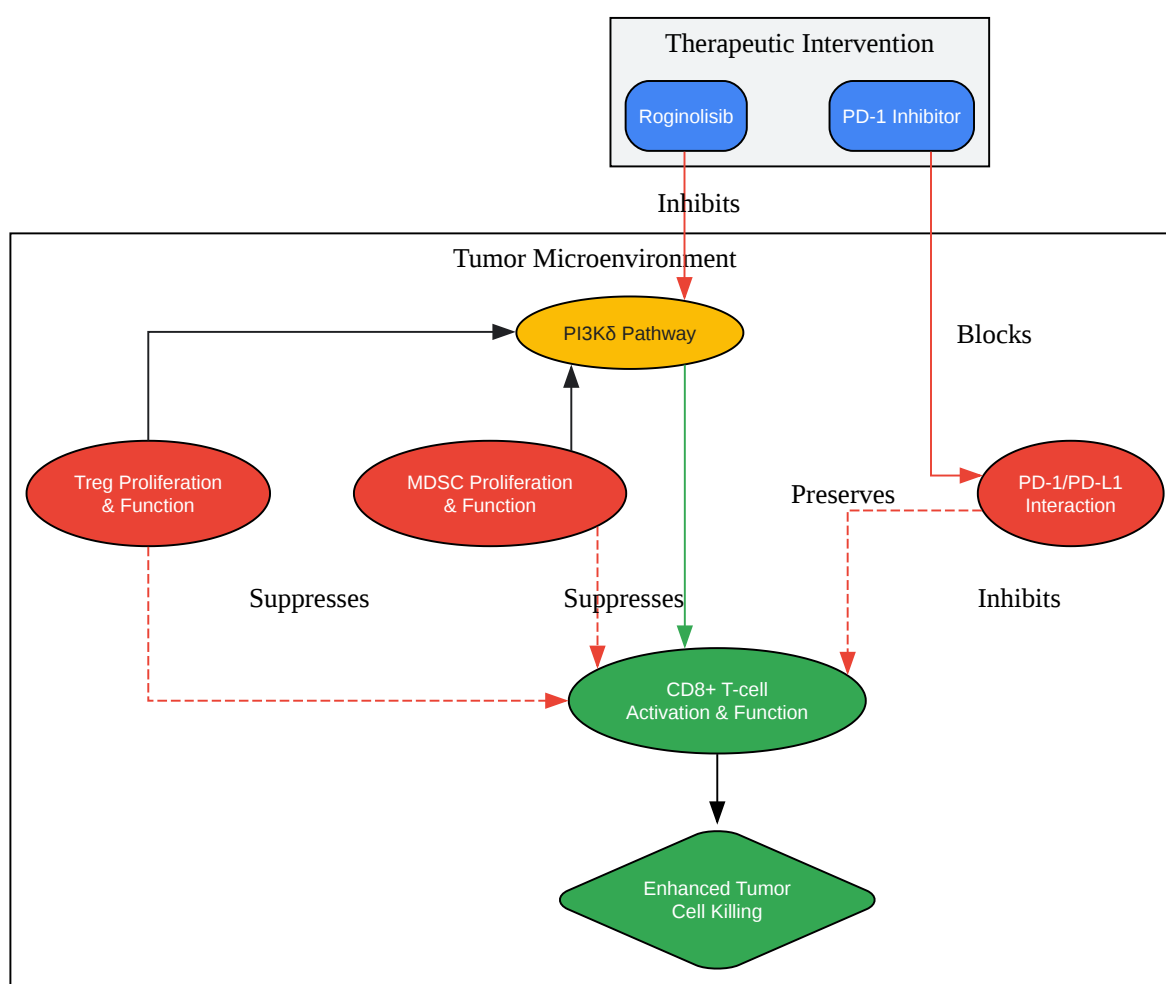 Therapeutic Intervention
Roginolisib
PD-1 Inhibitor
Inhibits
Tumor Microenvironment
PI3Kδ Pathway
Blocks
Treg Proliferation
& Function
MDSC Proliferation
& Function
Preserves
PD-1/PD-L1
Interaction
Suppresses
Suppresses
Inhibits
CD8+ T-cell
Activation & Function
Enhanced Tumor
Cell Killing